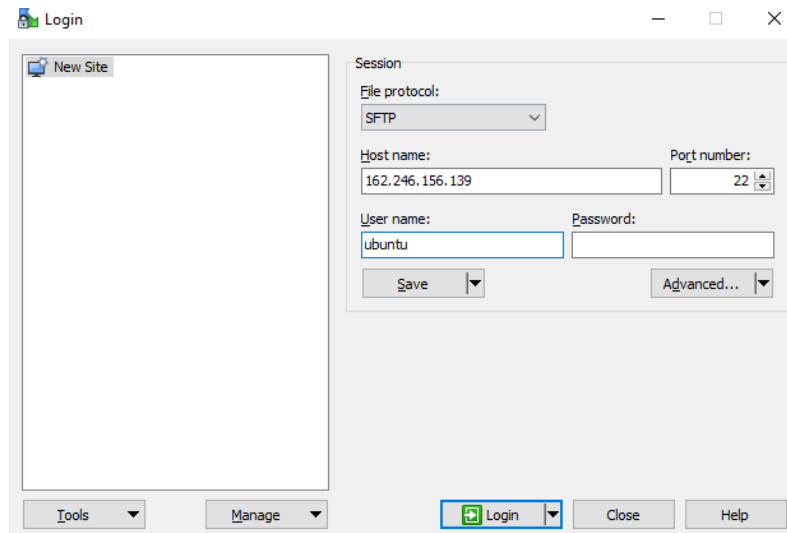 Login
New Site
Session
File protocol:
SFTP
Host name:
Port number:
162.246.156.139
22
User name:
Password:
ubuntu
Save
Advanced...
Tools
Manage
Login
Close
Help